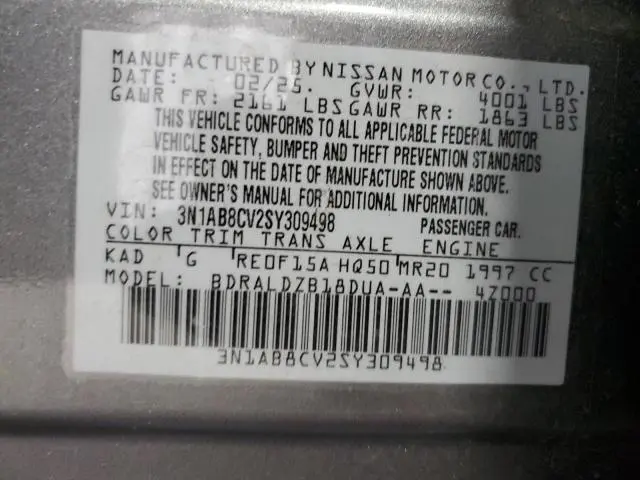 MANUFACTURED BY NISSAN MOTOR CO., LTD.
DATE: 02/25. GVWR: 4001 LBS
GAWR FR: 2161 LBS GAWR RR: 1863 LBS
THIS VEHICLE CONFORMS TO ALL APPLICABLE FEDERAL MOTOR
VEHICLE SAFETY, BUMPER AND THEFT PREVENTION STANDARDS
IN EFFECT ON THE DATE OF MANUFACTURE SHOWN ABOVE.
SEE OWNER'S MANUAL FOR ADDITIONAL INFORMATION.
VIN: 3N1AB8CV2SY309498 PASSENGER CAR.
COLOR TRIM TRANS AXLE ENGINE
KAD G RE0F15A HQ50 MR20 1997 CC
MODEL: BDRALDZB18DUA-AA-- 4Z000
3N1AB8CV2SY309498